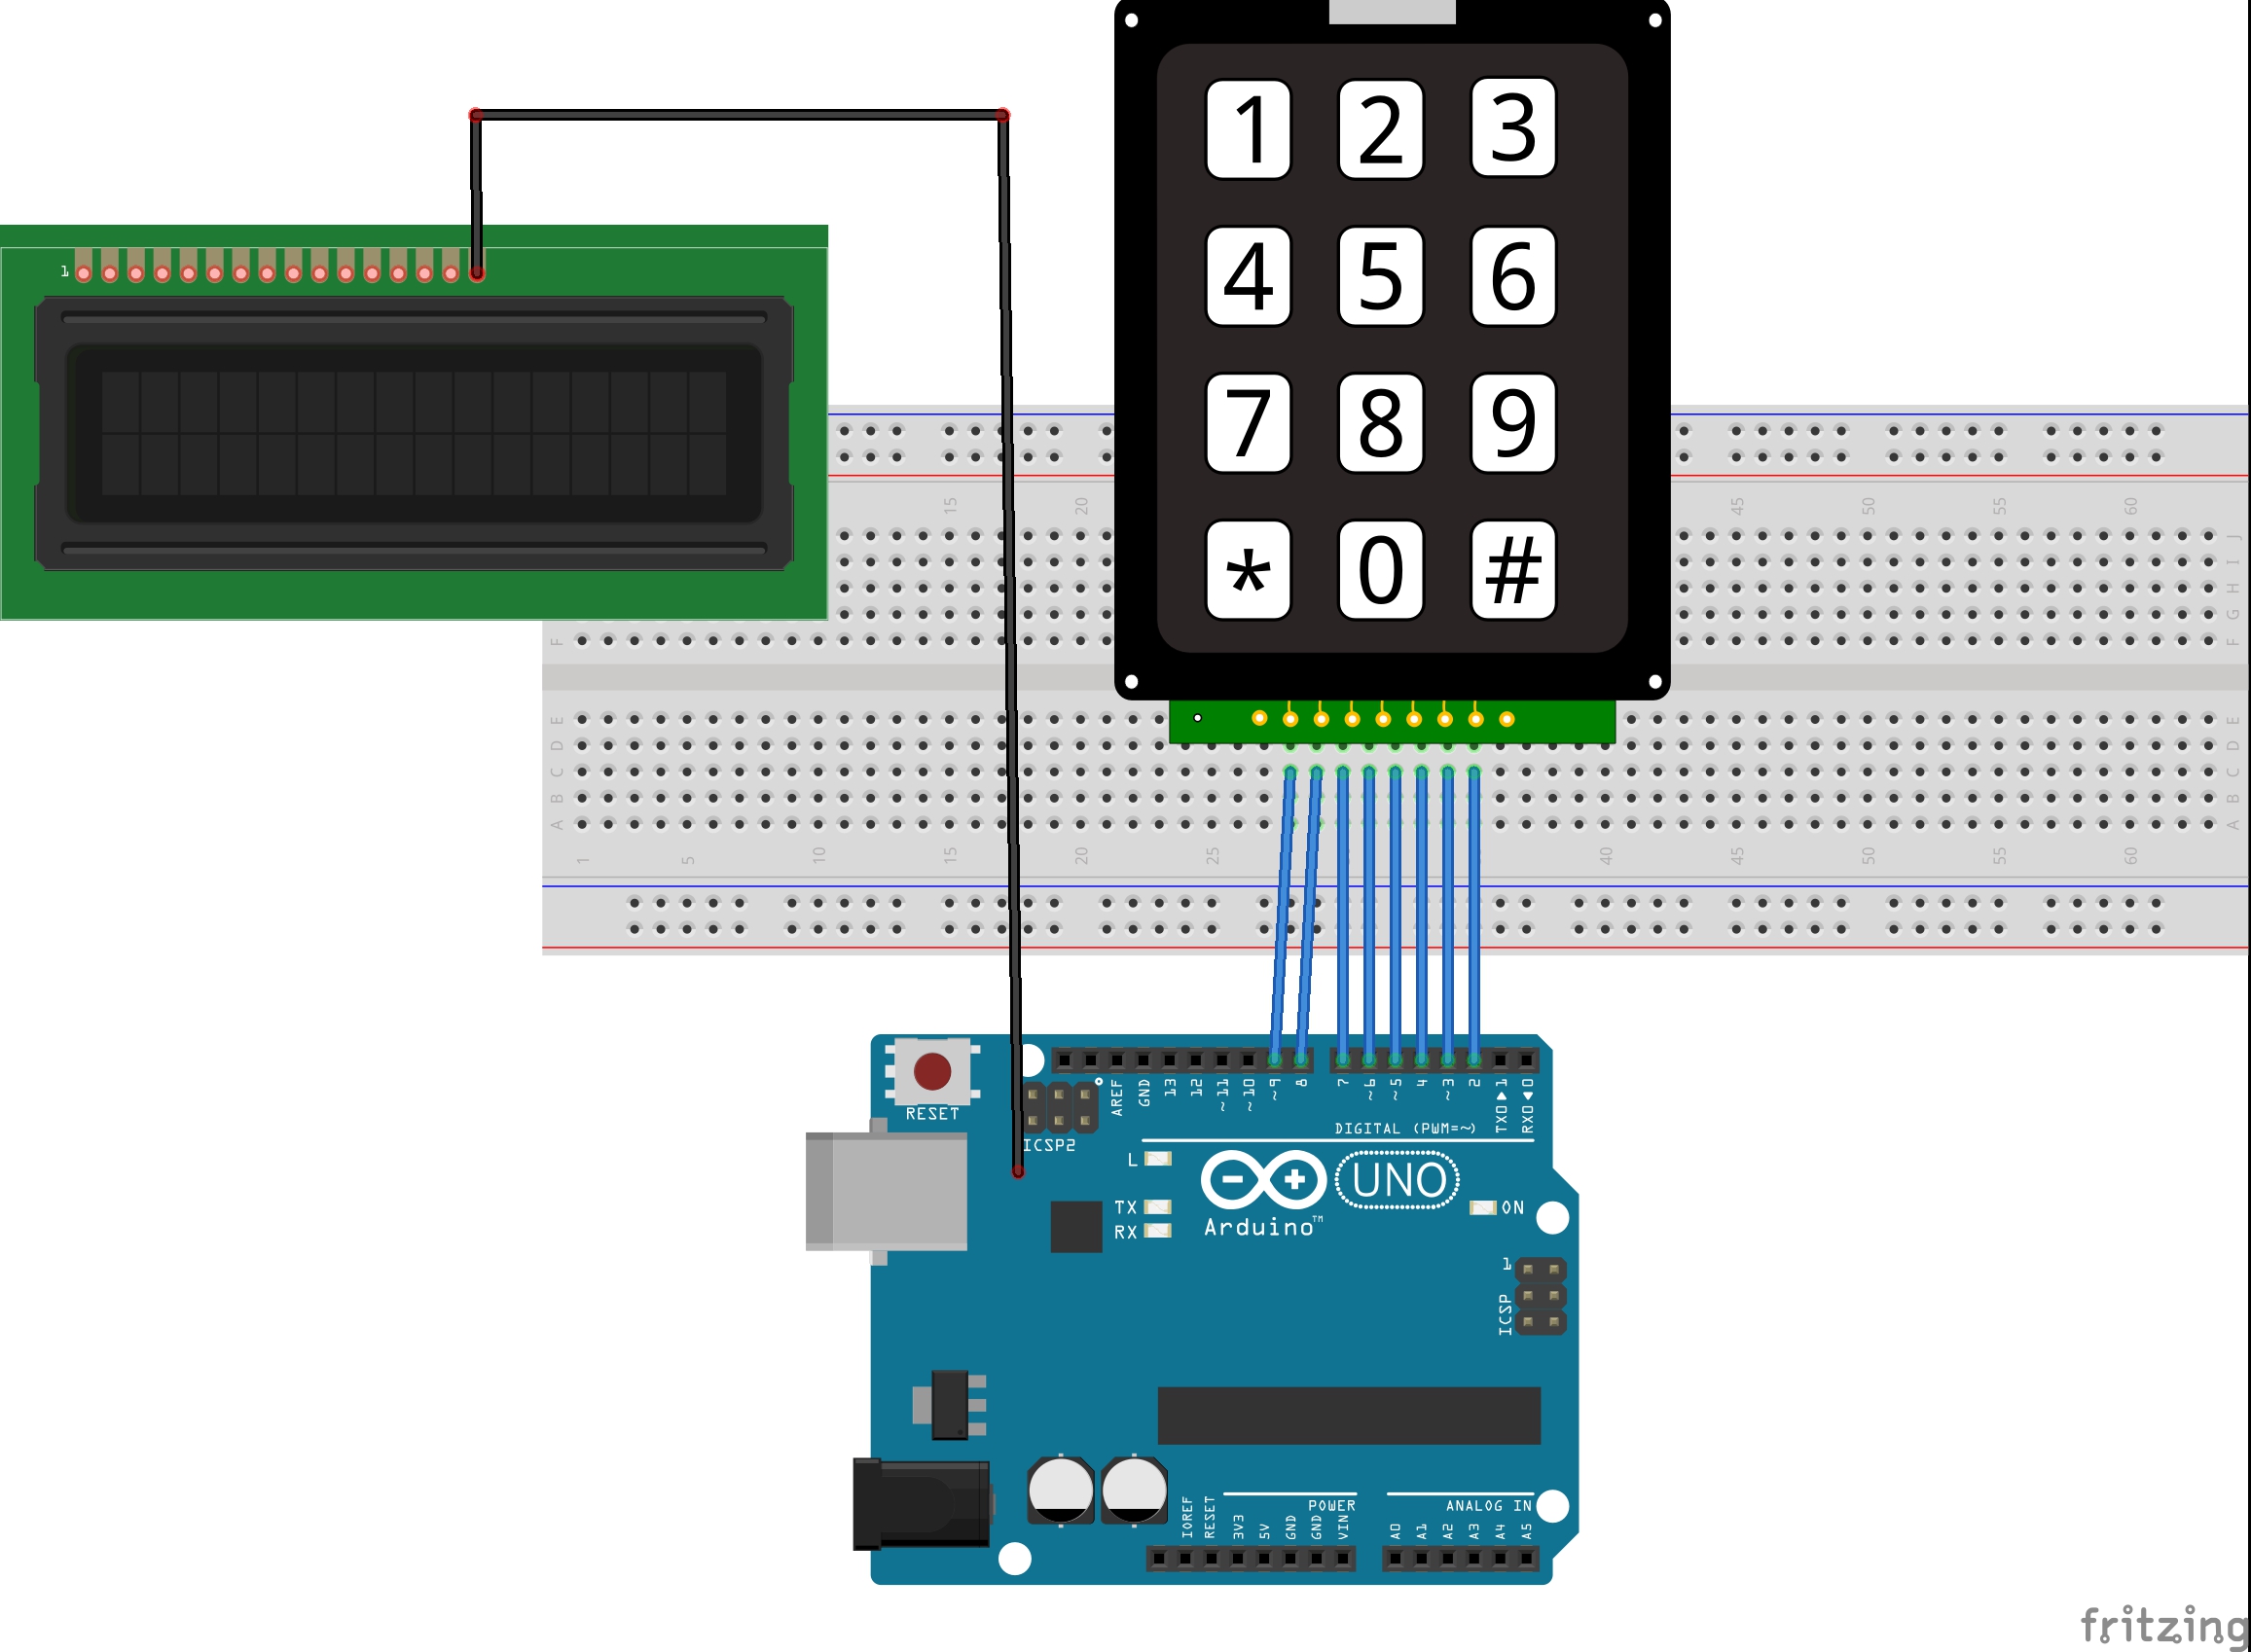 1 2 3
4 5 6
7 8 9
* 0 #
1
15 20 45 50 55 60
J
I
H
G
F F
E E
D D
C C
B B
A A
1 5 10 15 20 25 40 45 50 55 60
RESET
ICSP2
AREF
GND
13
12
~11
~10
~9
8
7
~6
~5
4
~3
2
TX0▶1
RX0◀0
DIGITAL (PWM=~)
L
TX
RX
UNO
Arduino™
ON
1
ICSP
IOREF
RESET
3V3
5V
GND
GND
VIN
POWER
ANALOG IN
A0
A1
A2
A3
A4
A5
fritzing